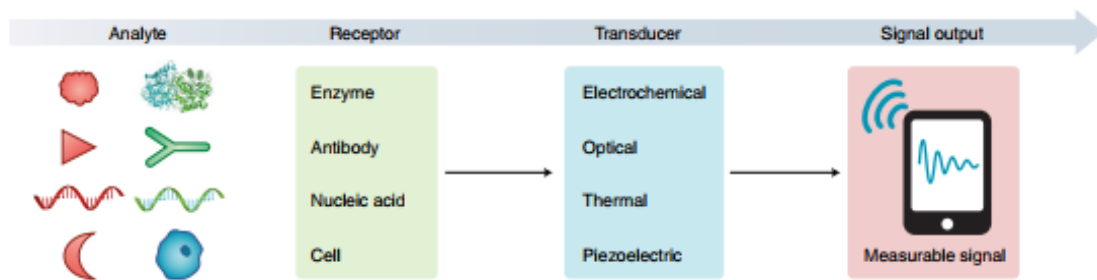 Analyte
Receptor
Transducer
Signal output
Enzyme
Antibody
Nucleic acid
Cell
Electrochemical
Optical
Thermal
Piezoelectric
Measurable signal